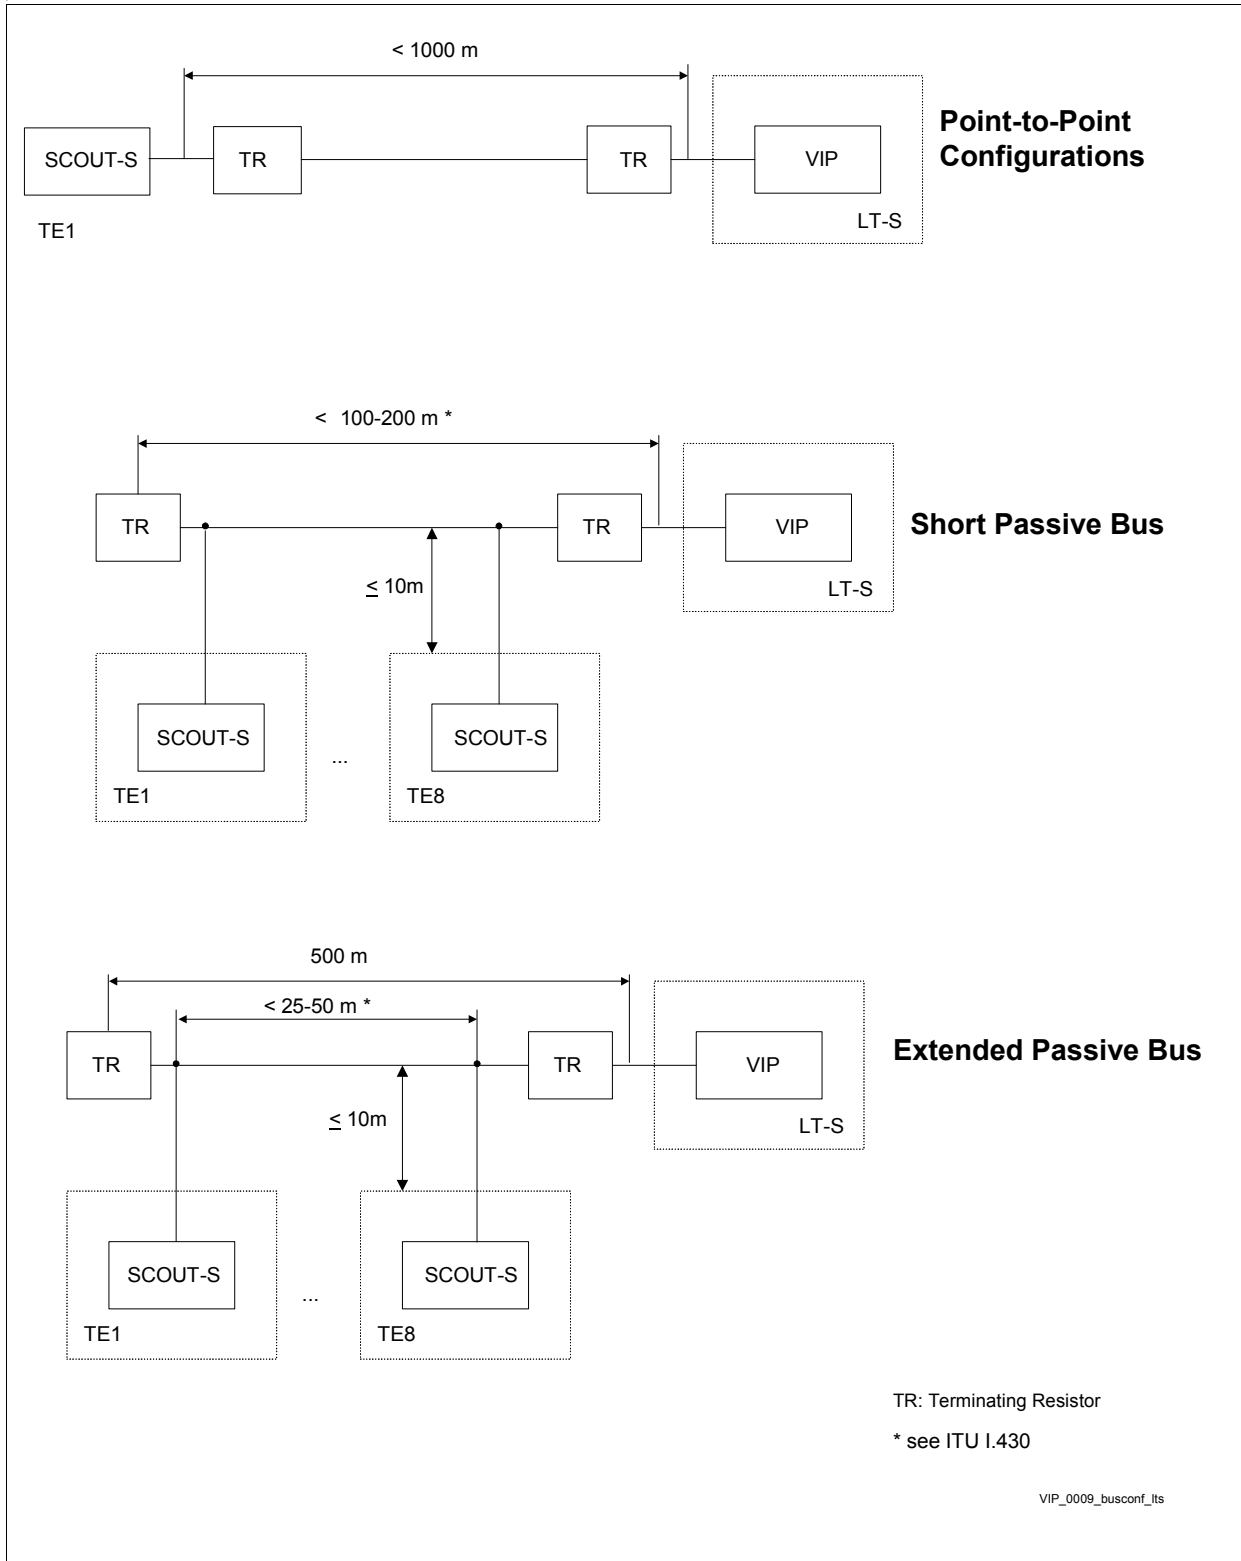 < 1000 m
Point-to-Point
Configurations
SCOUT-S
TR
TR
VIP
TE1
LT-S
< 100-200 m *
TR
TR
VIP
Short Passive Bus
≤ 10m
LT-S
SCOUT-S
...
SCOUT-S
TE1
TE8
500 m
< 25-50 m *
TR
TR
VIP
Extended Passive Bus
≤ 10m
LT-S
SCOUT-S
...
SCOUT-S
TE1
TE8
TR: Terminating Resistor
* see ITU I.430
VIP_0009_busconf_lts